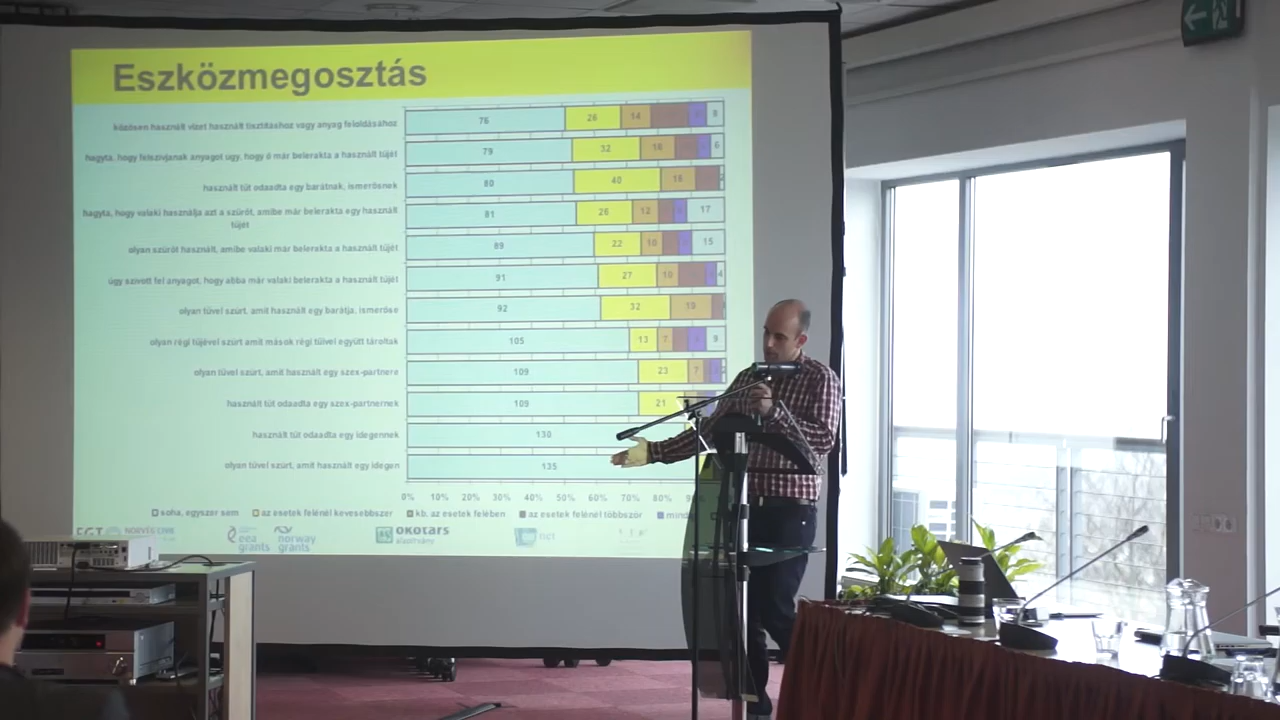 Eszközmegosztás
közösen használt vizet használt tisztításhoz vagy anyag feloldásához 76 26 14 8
hagyta, hogy felszívjanak anyagot úgy, hogy ő már belerakta a használt tűjét 79 32 16 6
használt tűt odaadta egy barátnak, ismerősnek 80 40 15
hagyta, hogy valaki használja azt a szűrőt, amibe már belerakta egy használt 81 26 12 17
tűjét
olyan szűrőt használt, amibe valaki már belerakta a használt tűjét 89 22 10 15
úgy szívott fel anyagot, hogy abba már valaki belerakta a használt tűjét 91 27 10 4
olyan tűvel szúrt, amit használt egy barátja, ismerőse 92 32 19
olyan régi tűjével szúrt amit mások régi tűivel együtt tároltak 105 13 7 9
olyan tűvel szúrt, amit használt egy szex-partnere 109 23 7
használt tűt odaadta egy szex-partnernek 109 21
használt tűt odaadta egy idegennek 130
olyan tűvel szúrt, amit használt egy idegen 135
0% 10% 20% 30% 40% 50% 60% 70% 80%
soha, egyszer sem az esetek felénél kevesebbszer kb. az esetek felében az esetek felénél többször
NORVÉG CIVIL
eea grants
norway grants
ökotárs
alapítvány